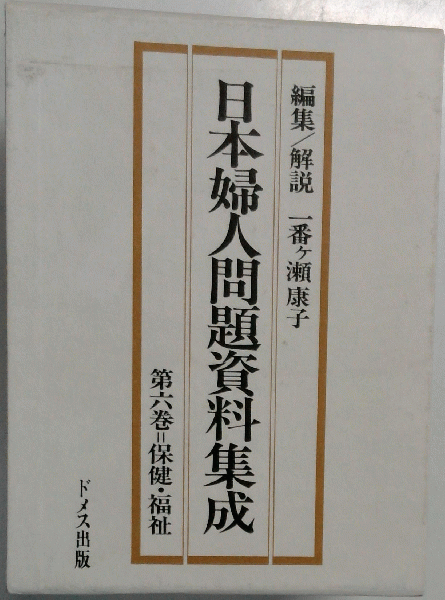 編集/解説 一番ヶ瀬康子
日本婦人問題資料集成
第六巻=保健・福祉
ドメス出版